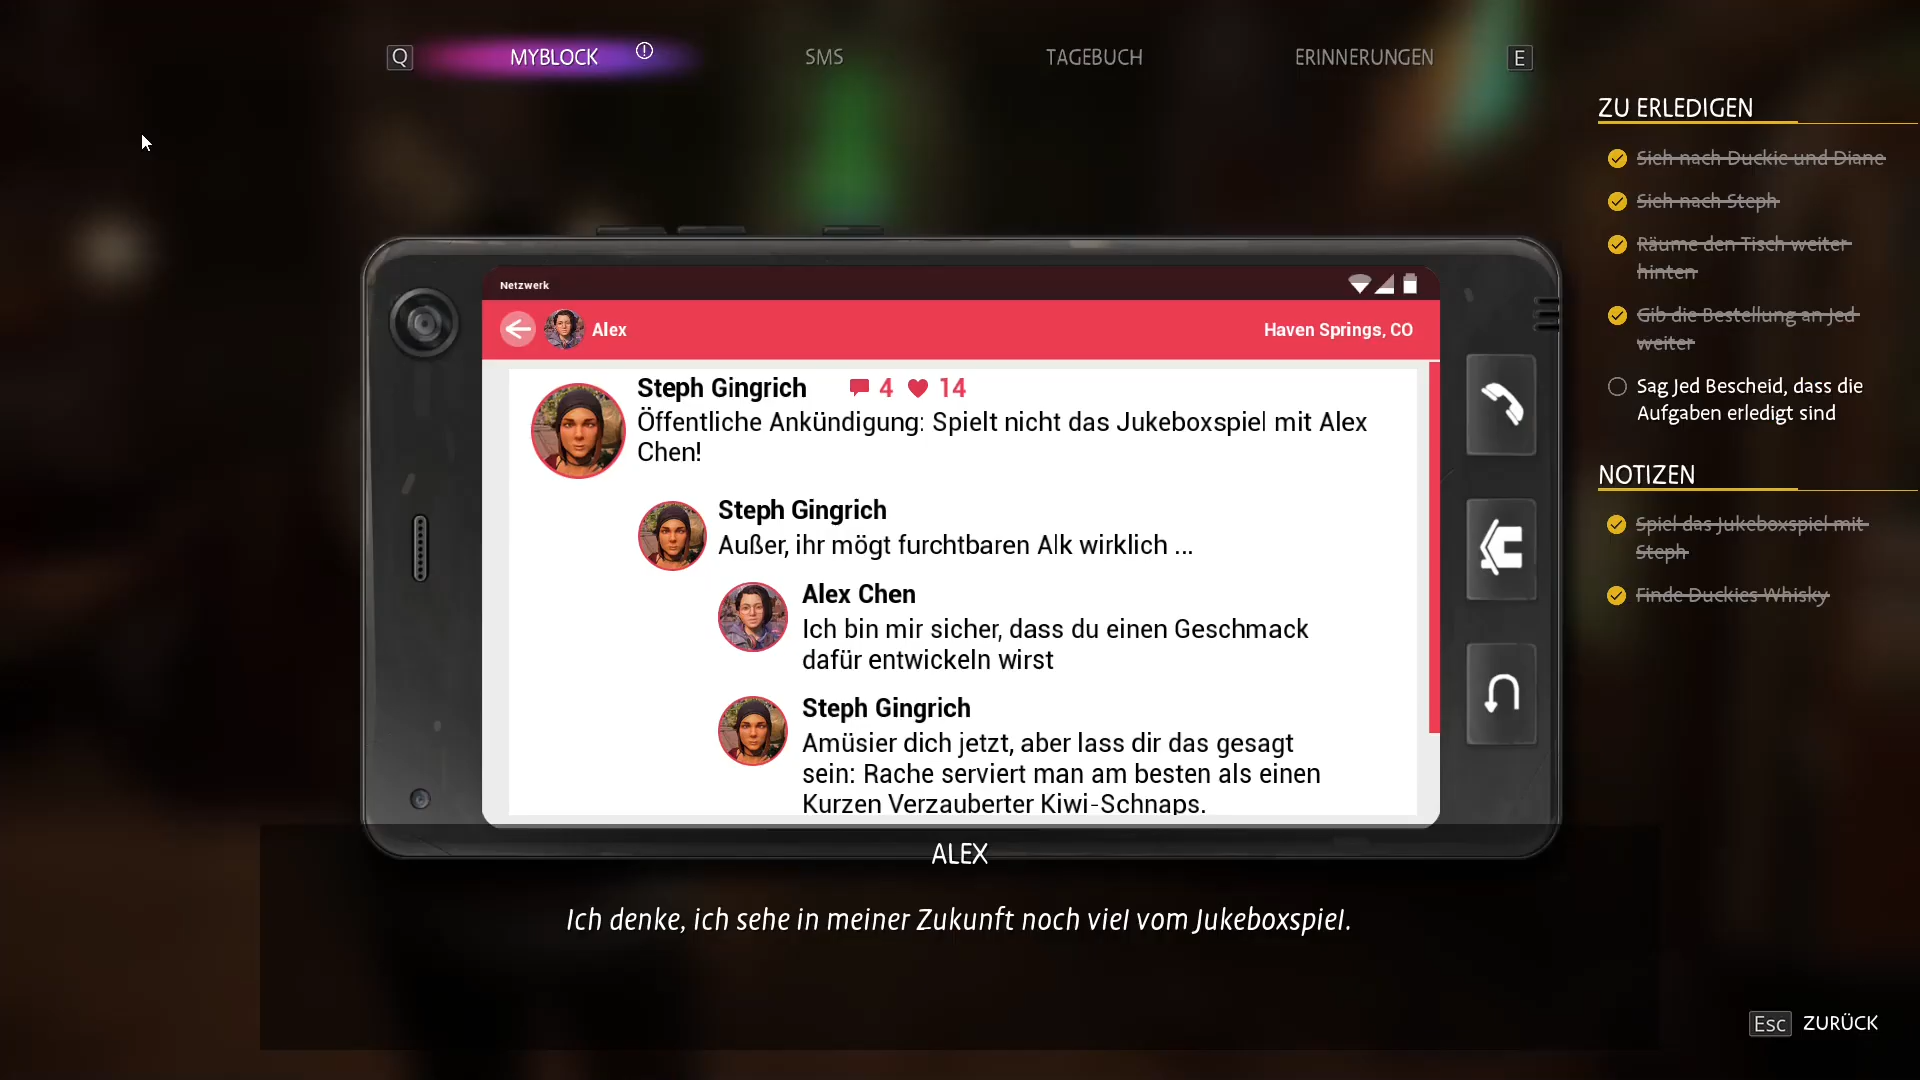 Q
MYBLOCK
SMS
TAGEBUCH
ERINNERUNGEN
E
ZU ERLEDIGEN
Sieh nach Duckie und Diane
Sieh nach Steph
Räume den Tisch weiter
hinten
Gib die Bestellung an Jed
weiter
Sag Jed Bescheid, dass die
Aufgaben erledigt sind
NOTIZEN
Spiel das Jukeboxspiel mit
Steph
Finde Duckies Whisky
Netzwerk
Alex
Haven Springs, CO
Steph Gingrich 4 14
Öffentliche Ankündigung: Spielt nicht das Jukeboxspiel mit Alex
Chen!
Steph Gingrich
Außer, ihr mögt furchtbaren Alk wirklich ...
Alex Chen
Ich bin mir sicher, dass du einen Geschmack
dafür entwickeln wirst
Steph Gingrich
Amüsier dich jetzt, aber lass dir das gesagt
sein: Rache serviert man am besten als einen
Kurzen Verzauberter Kiwi-Schnaps.
ALEX
Ich denke, ich sehe in meiner Zukunft noch viel vom Jukeboxspiel.
Esc ZURÜCK